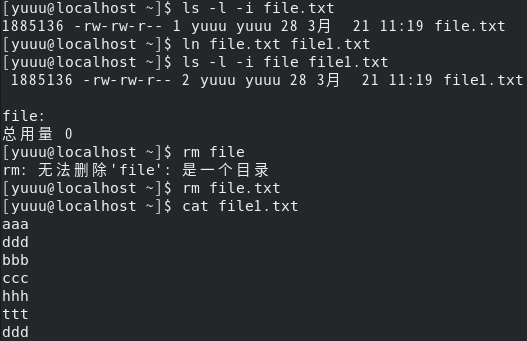 [yuuu@localhost ~]$ ls -l -i file.txt
1885136 -rw-rw-r-- 1 yuuu yuuu 28 3月  21 11:19 file.txt
[yuuu@localhost ~]$ ln file.txt file1.txt
[yuuu@localhost ~]$ ls -l -i file file1.txt
 1885136 -rw-rw-r-- 2 yuuu yuuu 28 3月  21 11:19 file1.txt

file:
总用量 0
[yuuu@localhost ~]$ rm file
rm: 无法删除'file': 是一个目录
[yuuu@localhost ~]$ rm file.txt
[yuuu@localhost ~]$ cat file1.txt
aaa
ddd
bbb
ccc
hhh
ttt
ddd